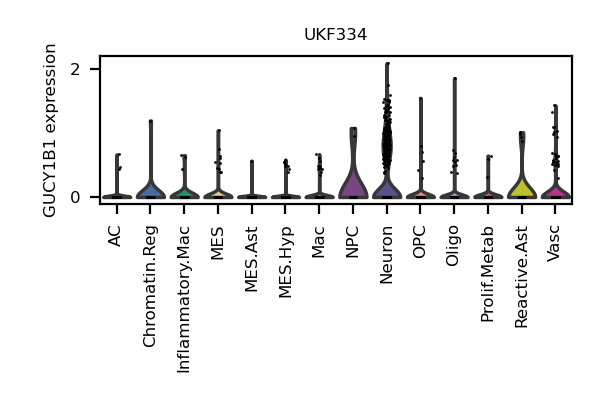 UKF334
GUCY1B1 expression
2
0
AC
Chromatin.Reg
Inflammatory.Mac
MES
MES.Ast
MES.Hyp
Mac
NPC
Neuron
OPC
Oligo
Prolif.Metab
Reactive.Ast
Vasc